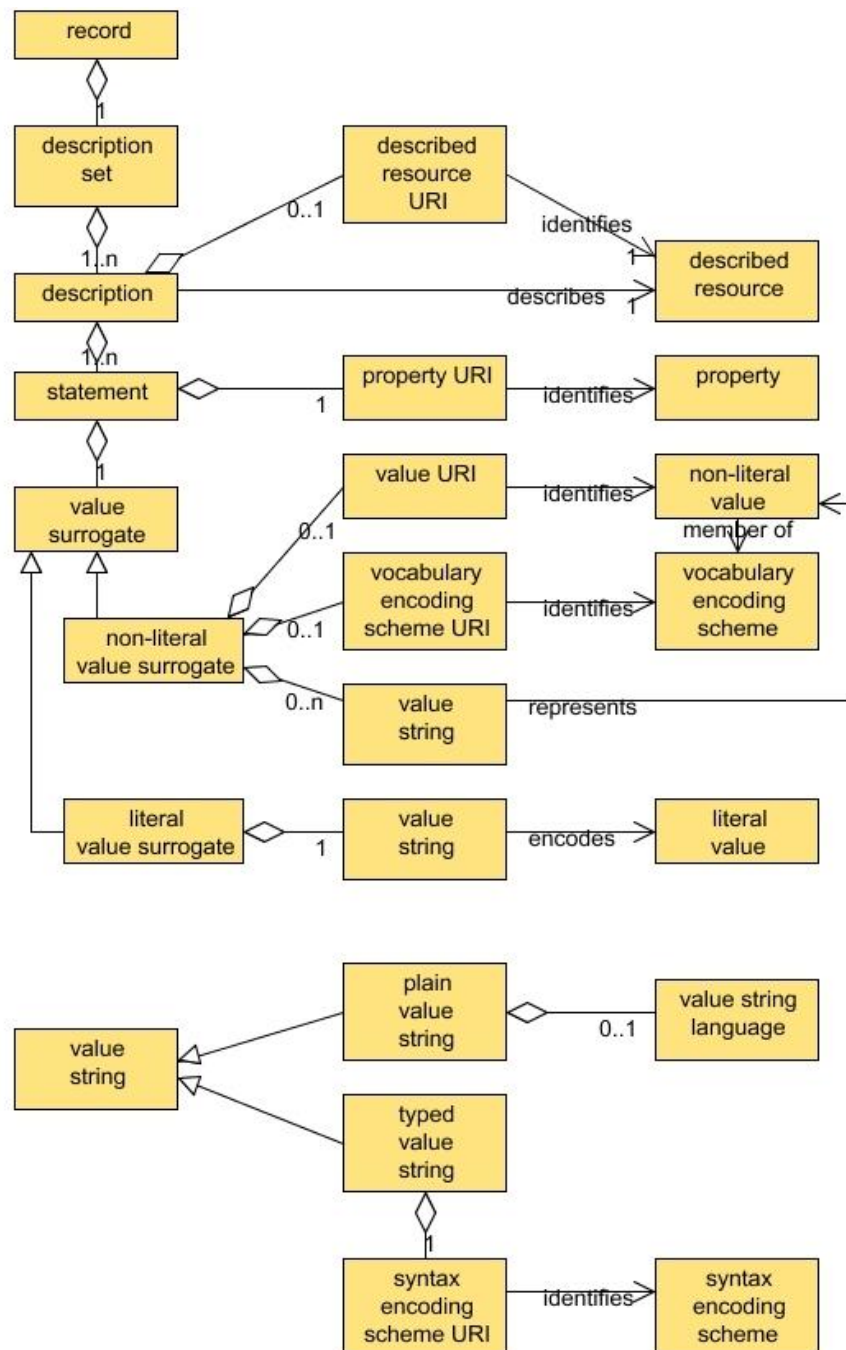 record
1
description
set
described
resource
URI
0..1
identifies
1..n
1
described
resource
description
describes
1
1..n
statement
property URI
identifies
property
1
1
value
surrogate
value URI
identifies
non-literal
value
0..1
member of
vocabulary
encoding
scheme URI
identifies
vocabulary
encoding
scheme
0..1
non-literal
value surrogate
0..n
value
string
represents
literal
value surrogate
1
value
string
encodes
literal
value
plain
value
string
0..1
value string
language
value
string
typed
value
string
1
syntax
encoding
scheme URI
identifies
syntax
encoding
scheme